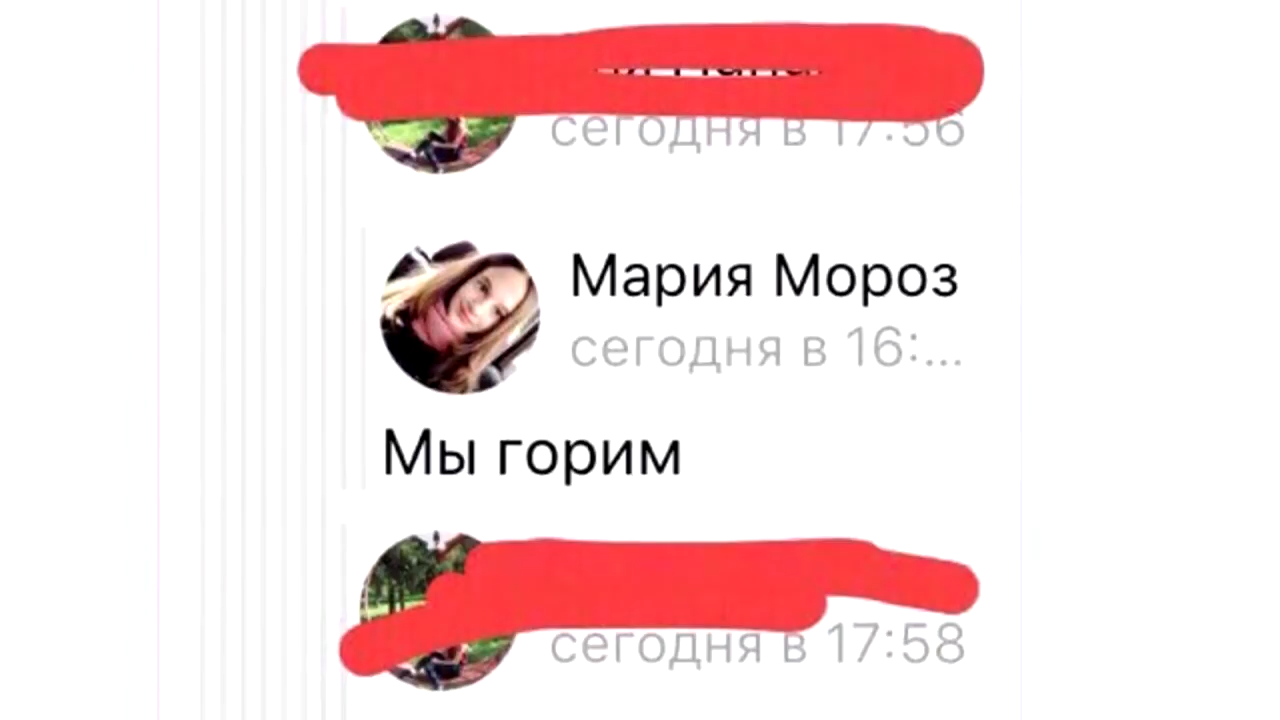 сегодня в 17:56
Мария Мороз
сегодня в 16:...
Мы горим
сегодня в 17:58